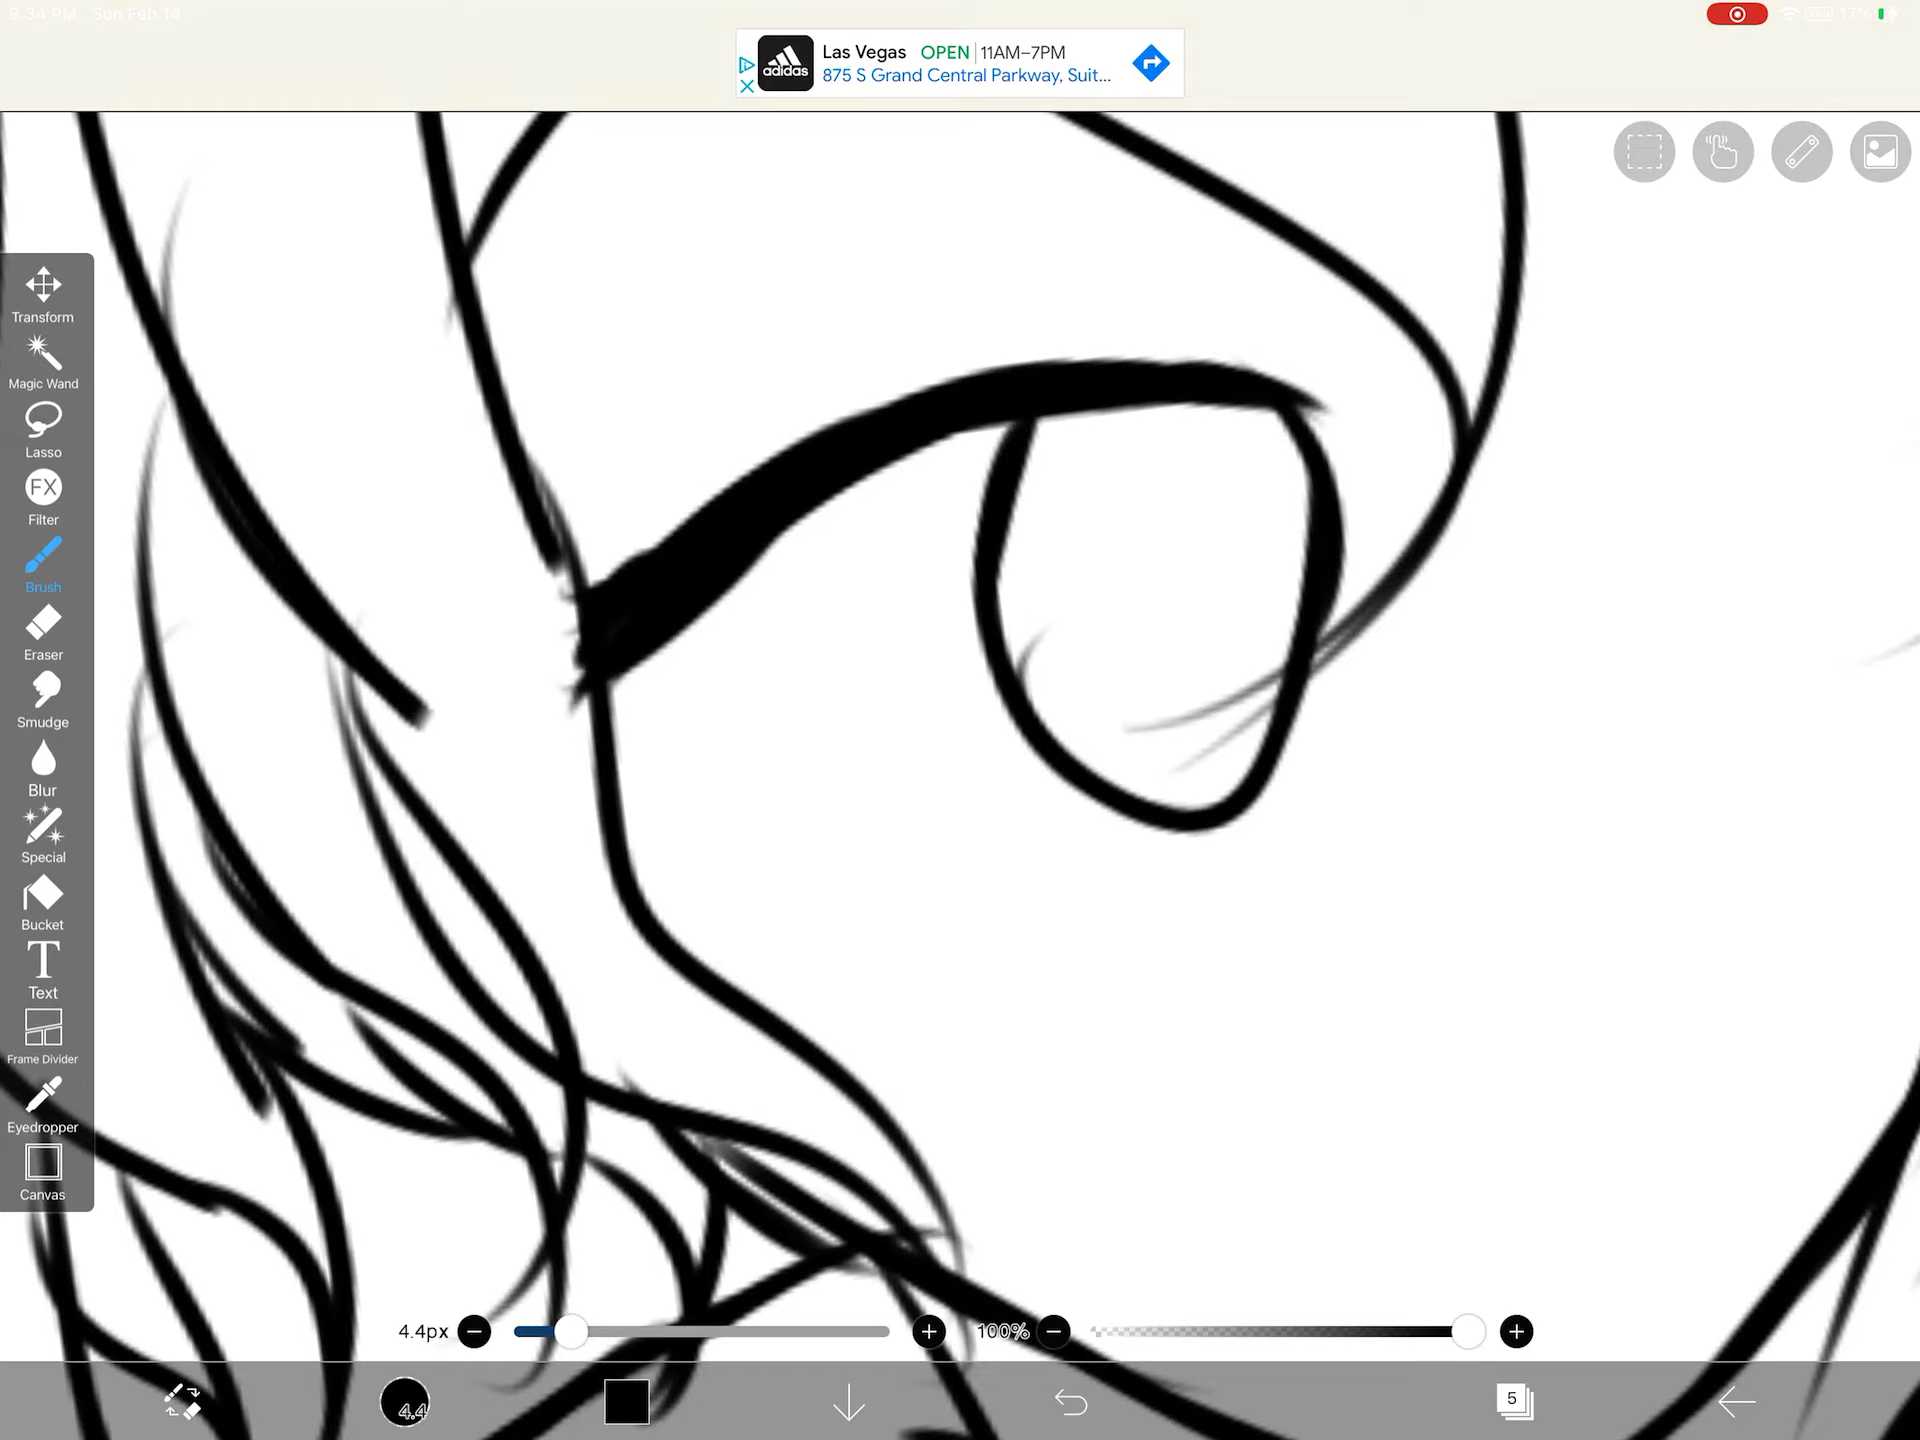 9:34 PM Sun Feb 14
17%
adidas
Las Vegas OPEN 11AM–7PM
875 S Grand Central Parkway, Suit...
Transform
Magic Wand
Lasso
FX
Filter
Brush
Eraser
Smudge
Blur
Special
Bucket
T
Text
Frame Divider
Eyedropper
Canvas
4.4px
100%
4.4
5